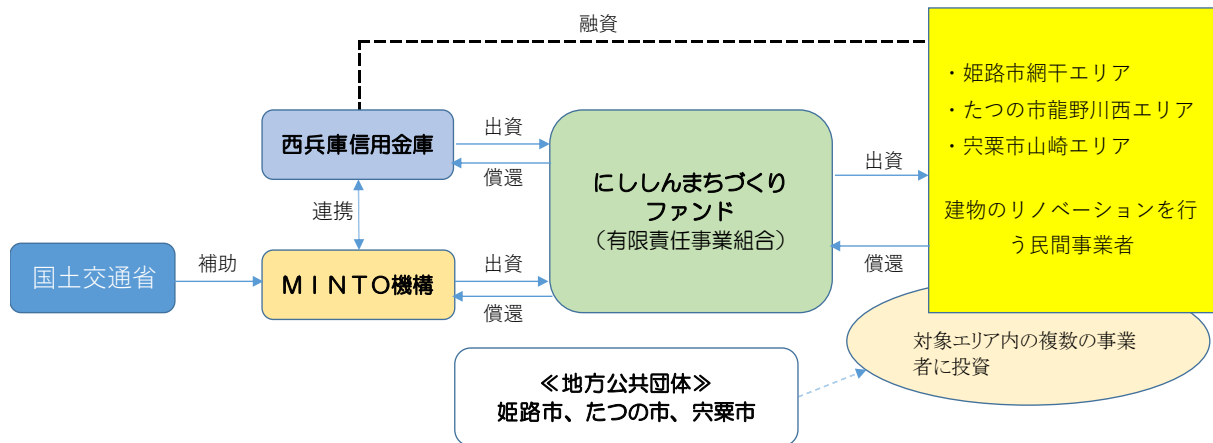 融資
・姫路市網干エリア
・たつの市龍野川西エリア
・宍粟市山崎エリア
建物のリノベーションを行
う民間事業者
西兵庫信用金庫
出資
償還
にししんまちづくり
ファンド
（有限責任事業組合）
出資
償還
連携
国土交通省
補助
ＭＩＮＴＯ機構
出資
償還
対象エリア内の複数の事業
者に投資
≪地方公共団体≫
姫路市、たつの市、宍粟市